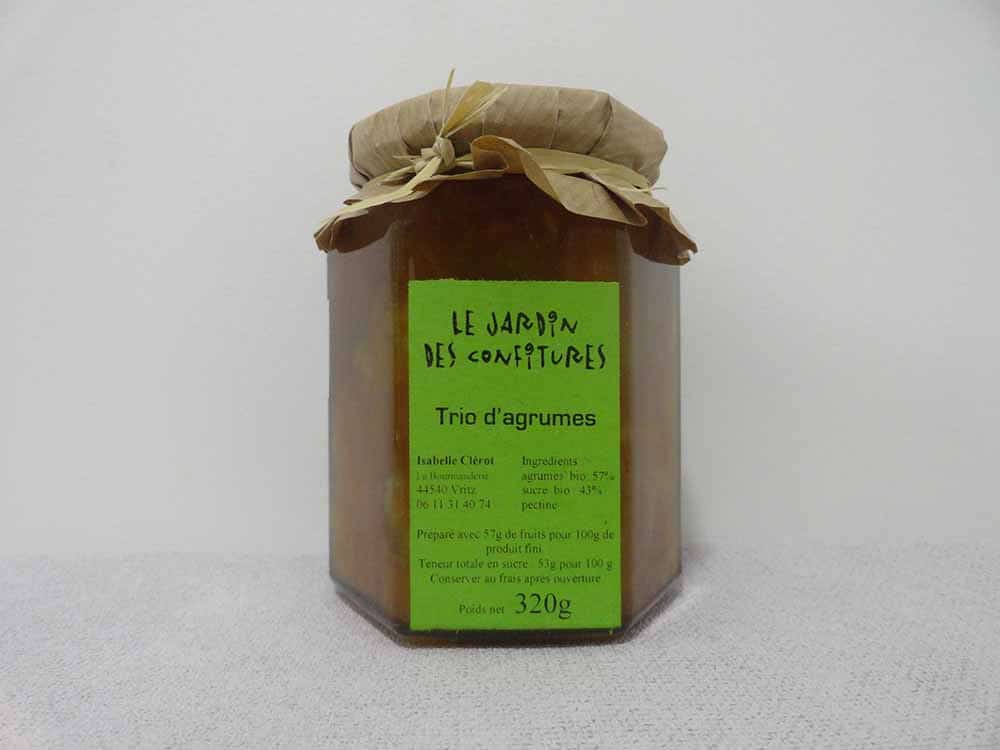 LE JARDIN
DES CONFITURES
Trio d'agrumes
Isabelle Clérot
La Bourmanderie
44540 Vritz
06 11 31 40 74
Ingredients :
agrumes bio: 57%
sucre bio : 43%
pectine
Préparé avec 57g de fruits pour 100g de
produit fini
Teneur totale en sucre : 53g pour 100 g
Conserver au frais après ouverture
Poids net 320g